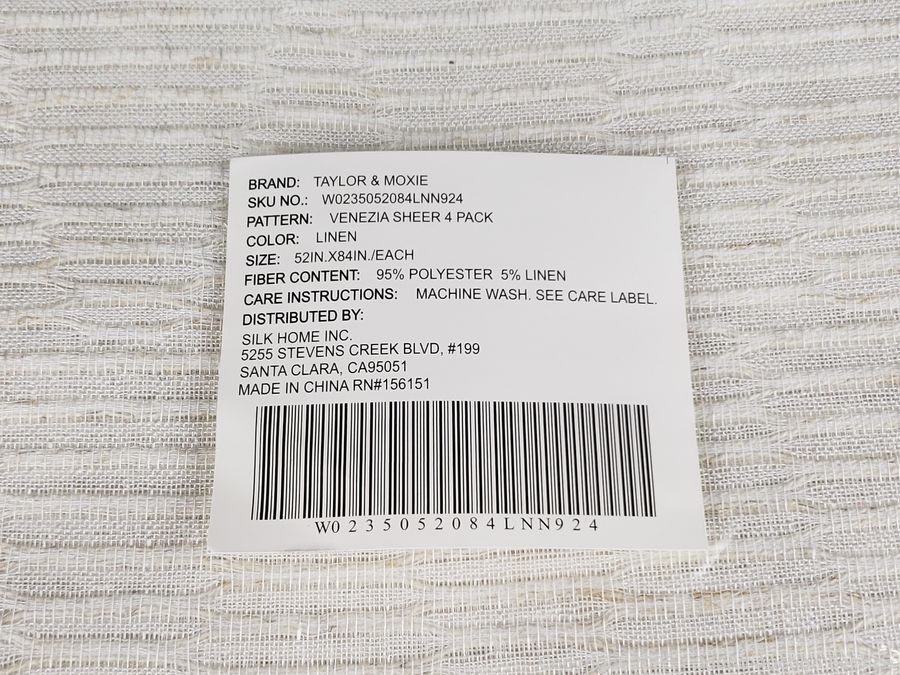 BRAND: TAYLOR & MOXIE
SKU NO.: W0235052084LNN924
PATTERN: VENEZIA SHEER 4 PACK
COLOR: LINEN
SIZE: 52IN.X84IN./EACH
FIBER CONTENT: 95% POLYESTER 5% LINEN
CARE INSTRUCTIONS: MACHINE WASH. SEE CARE LABEL.
DISTRIBUTED BY:
SILK HOME INC.
5255 STEVENS CREEK BLVD, #199
SANTA CLARA, CA95051
MADE IN CHINA RN#156151
W0235052084LNN924